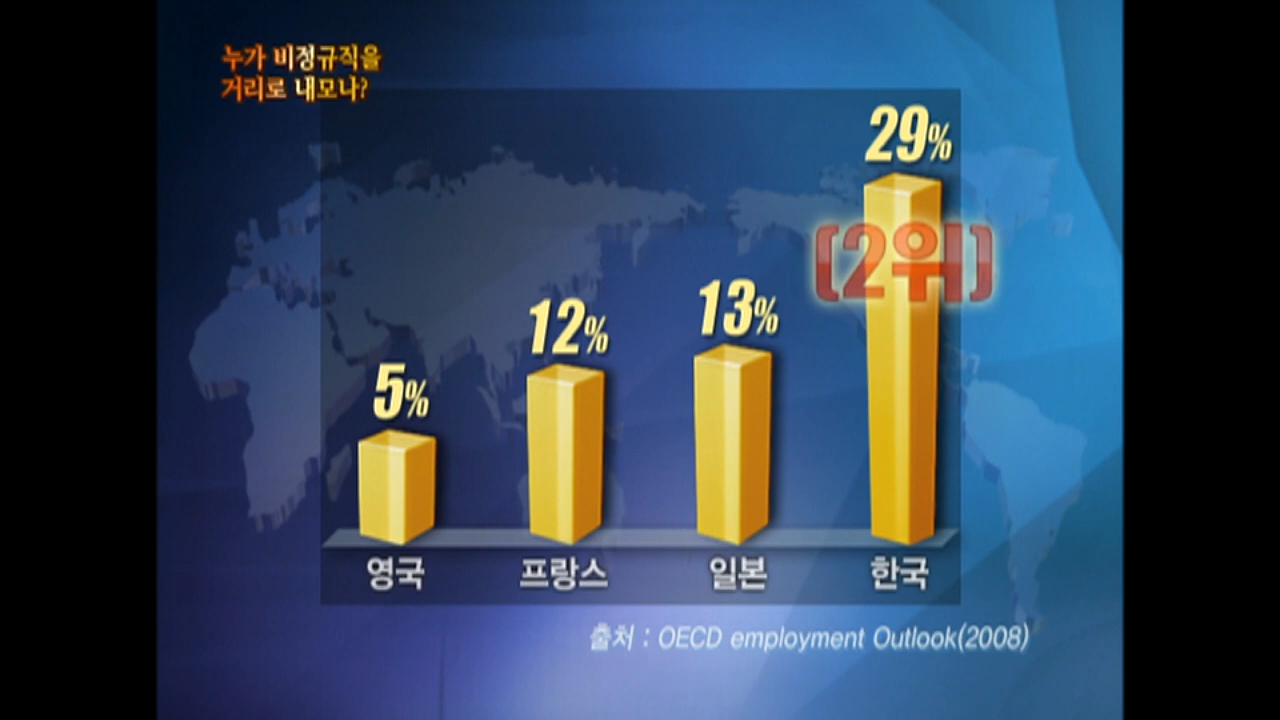 누가 비정규직을
거리로 내모나?
29%
(2위)
13%
12%
5%
영국 프랑스 일본 한국
출처 : OECD employment Outlook(2008)